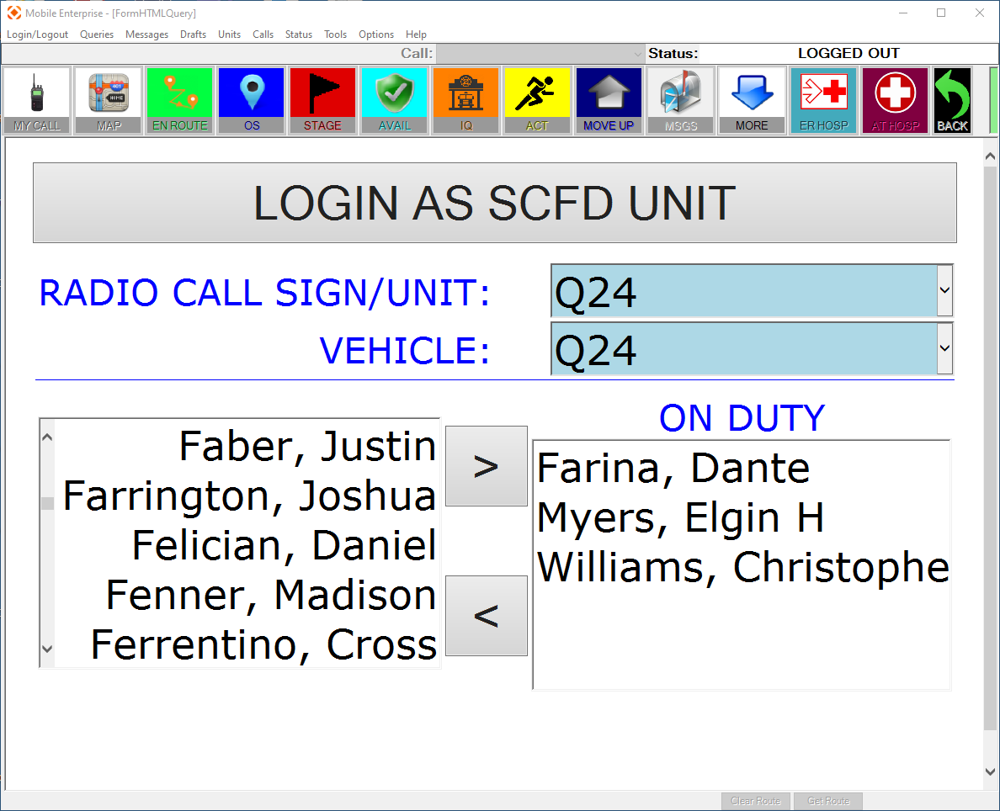 Mobile Enterprise - [FormHTMLQuery]
Login/Logout Queries Messages Drafts Units Calls Status Tools Options Help
Call: Status: LOGGED OUT
401
HOME
MY CALL MAP EN ROUTE OS STAGE AVAIL IQ ACT MOVE UP MSGS MORE ER HOSP AT HOSP BACK
LOGIN AS SCFD UNIT
RADIO CALL SIGN/UNIT: Q24
VEHICLE: Q24
ON DUTY
Faber, Justin
Farrington, Joshua
Felician, Daniel
Fenner, Madison
Ferrentino, Cross
>
<
Farina, Dante
Myers, Elgin H
Williams, Christophe
Clear Route Get Route